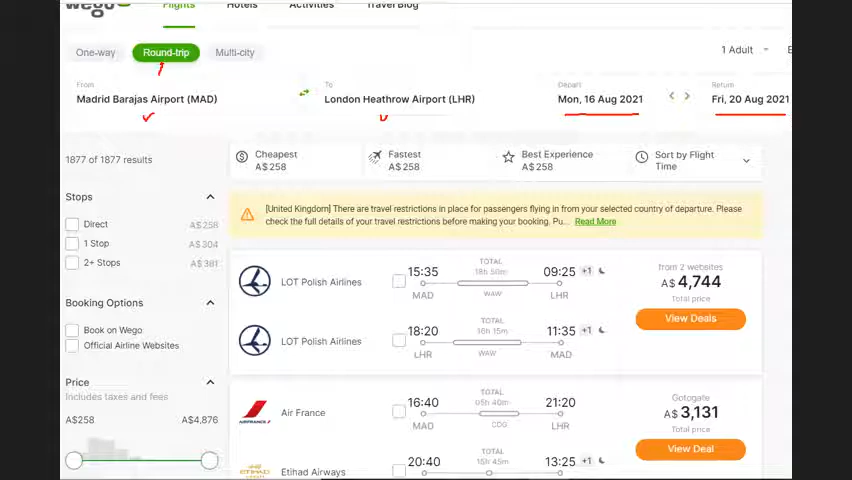 wego
Flights Hotels Activities Travel Blog
One-way Round-trip Multi-city
1 Adult
From
Madrid Barajas Airport (MAD)
To
London Heathrow Airport (LHR)
Depart
Mon, 16 Aug 2021
Return
Fri, 20 Aug 2021
1877 of 1877 results
Cheapest
A$ 258
Fastest
A$ 258
Best Experience
A$ 258
Sort by Flight
Time
Stops
Direct A$ 258
1 Stop A$ 304
2+ Stops A$ 381
Booking Options
Book on Wego
Official Airline Websites
Price
Includes taxes and fees
A$258 A$4,876
[United Kingdom] There are travel restrictions in place for passengers flying in from your selected country of departure. Please
check the full details of your travel restrictions before making your booking. Pu... Read More
LOT Polish Airlines
15:35 TOTAL 09:25 +1
18h 50m
MAD WAW LHR
LOT Polish Airlines
18:20 TOTAL 11:35 +1
16h 15m
LHR WAW MAD
from 2 websites
A$ 4,744
Total price
View Deals
AIRFRANCE
Air France
16:40 TOTAL 21:20
05h 40m
MAD CDG LHR
ETIHAD
Etihad Airways
20:40 TOTAL 13:25 +1
15h 45m
Gotogate
A$ 3,131
Total price
View Deal